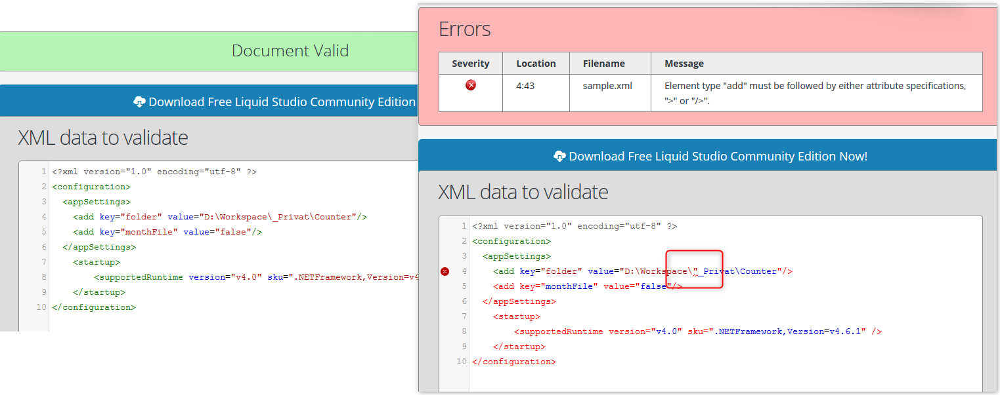 Document Valid
Download Free Liquid Studio Community Edition
XML data to validate
1 <?xml version="1.0" encoding="utf-8" ?>
2 <configuration>
3 <appSettings>
4 <add key="folder" value="D:\Workspace\_Privat\Counter"/>
5 <add key="monthFile" value="false"/>
6 </appSettings>
7 <startup>
8 <supportedRuntime version="v4.0" sku=".NETFramework,Version=v4
9 </startup>
10 </configuration>
Errors
Severity Location Filename Message
4:43 sample.xml Element type "add" must be followed by either attribute specifications,
">" or "/>".
Download Free Liquid Studio Community Edition Now!
XML data to validate
1 <?xml version="1.0" encoding="utf-8" ?>
2 <configuration>
3 <appSettings>
4 <add key="folder" value="D:\Workspace\"_Privat\Counter"/>
5 <add key="monthFile" value="false"/>
6 </appSettings>
7 <startup>
8 <supportedRuntime version="v4.0" sku=".NETFramework,Version=v4.6.1" />
9 </startup>
10 </configuration>